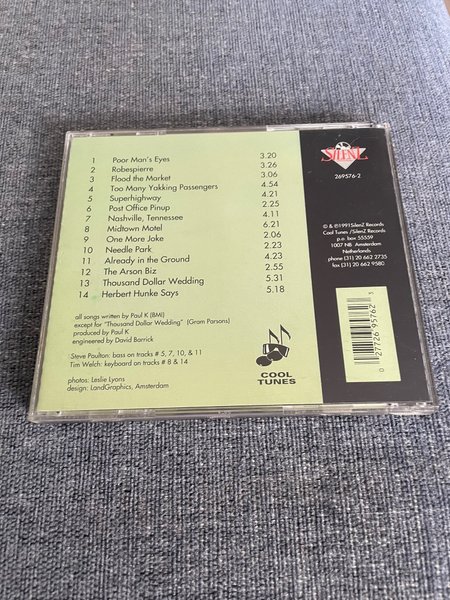 1 Poor Man's Eyes 3.20
2 Robespierre 3.26
3 Flood the Market 3.06
4 Too Many Yakking Passengers 4.54
5 Superhighway 4.21
6 Post Office Pinup 2.25
7 Nashville, Tennessee 4.11
8 Midtown Motel 6.21
9 One More Jake 2.06
10 Needle Park 2.23
11 Already in the Ground 4.23
12 The Arson Biz 2.55
13 Thousand Dollar Wedding 5.31
14 Herbert Hunke Says 5.18
all songs written by Paul K (BMI)
except for "Thousand Dollar Wedding" (Gram Parsons)
produced by Paul K
engineered by David Barrick
Steve Poulton: bass on tracks # 5, 7, 10, & 11
Tim Welch: keyboard on tracks # 8 & 14
photos: Leslie Lyons
design: LandGraphics, Amsterdam
COOL
TUNES
SILENZ
269576-2
© & ℗1991SilenZ Records
Cool Tunes /SilenZ Records
p.o. box 55559
1007 NB Amsterdam
Netherlands
phone (31) 20 662 2735
fax (31) 20 662 9580
0 27726 95762 5